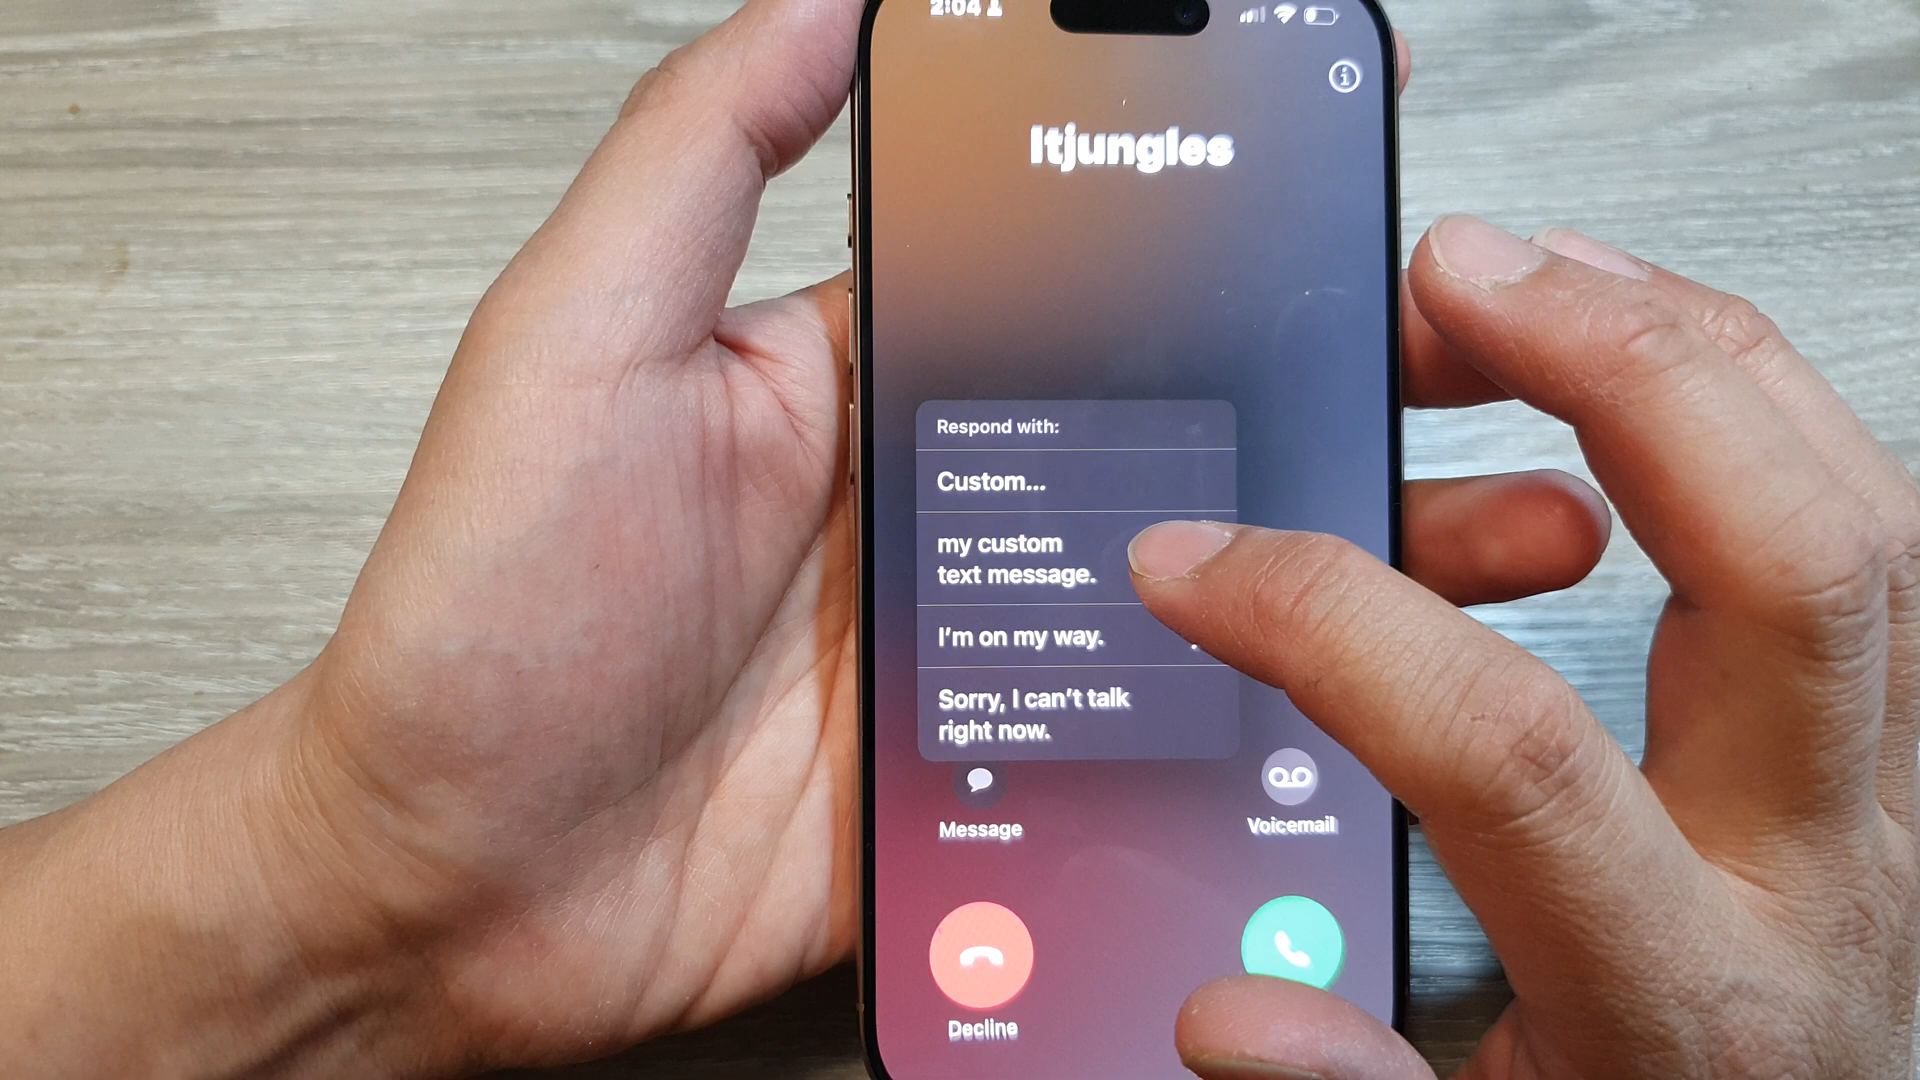 2:04
Itjungles
Respond with:
Custom...
my custom
text message.
I'm on my way.
Sor, I can't talk
right now.
Message
Voicemail
Decline